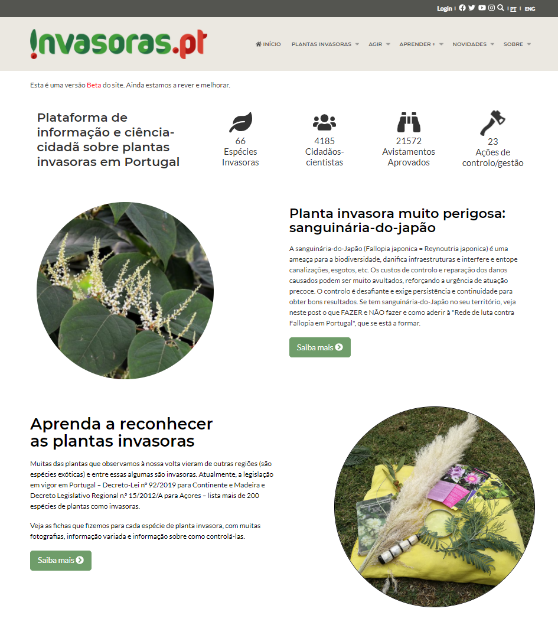 Login | | PT | ENG
invasoras.pt
INÍCIO PLANTAS INVASORAS AGIR APRENDER + NOVIDADES SOBRE
Esta é uma versão Beta do site. Ainda estamos a rever e melhorar.
Plataforma de
informação e ciência-
cidadã sobre plantas
invasoras em Portugal
66
Espécies
Invasoras
4185
Cidadãos-
cientistas
21572
Avistamentos
Aprovados
23
Ações de
controlo/gestão
Planta invasora muito perigosa:
sanguinária-do-japão
A sanguinária-do-Japão (Fallopia japonica = Reynoutria japonica) é uma
ameaça para a biodiversidade, danifica infraestruturas e interfere e entope
canalizações, esgotos, etc. Os custos de controlo e reparação dos danos
causados podem ser muito avultados, reforçando a urgência de atuação
precoce. O controlo é desafiante e exige persistência e continuidade para
obter bons resultados. Se tem sanguinária-do-Japão no seu território, veja
neste post o que FAZER e NÃO fazer e como aderir à "Rede de luta contra
Fallopia em Portugal", que se está a formar.
Saiba mais
Aprenda a reconhecer
as plantas invasoras
Muitas das plantas que observamos à nossa volta vieram de outras regiões (são
espécies exóticas) e entre essas algumas são invasoras. Atualmente, a legislação
em vigor em Portugal – Decreto-Lei nº 92/2019 para Continente e Madeira e
Decreto Legislativo Regional n.º 15/2012/A para Açores – lista mais de 200
espécies de plantas como invasoras.
Veja as fichas que fizemos para cada espécie de planta invasora, com muitas
fotografias, informação variada e informação sobre como controlá-las.
Saiba mais